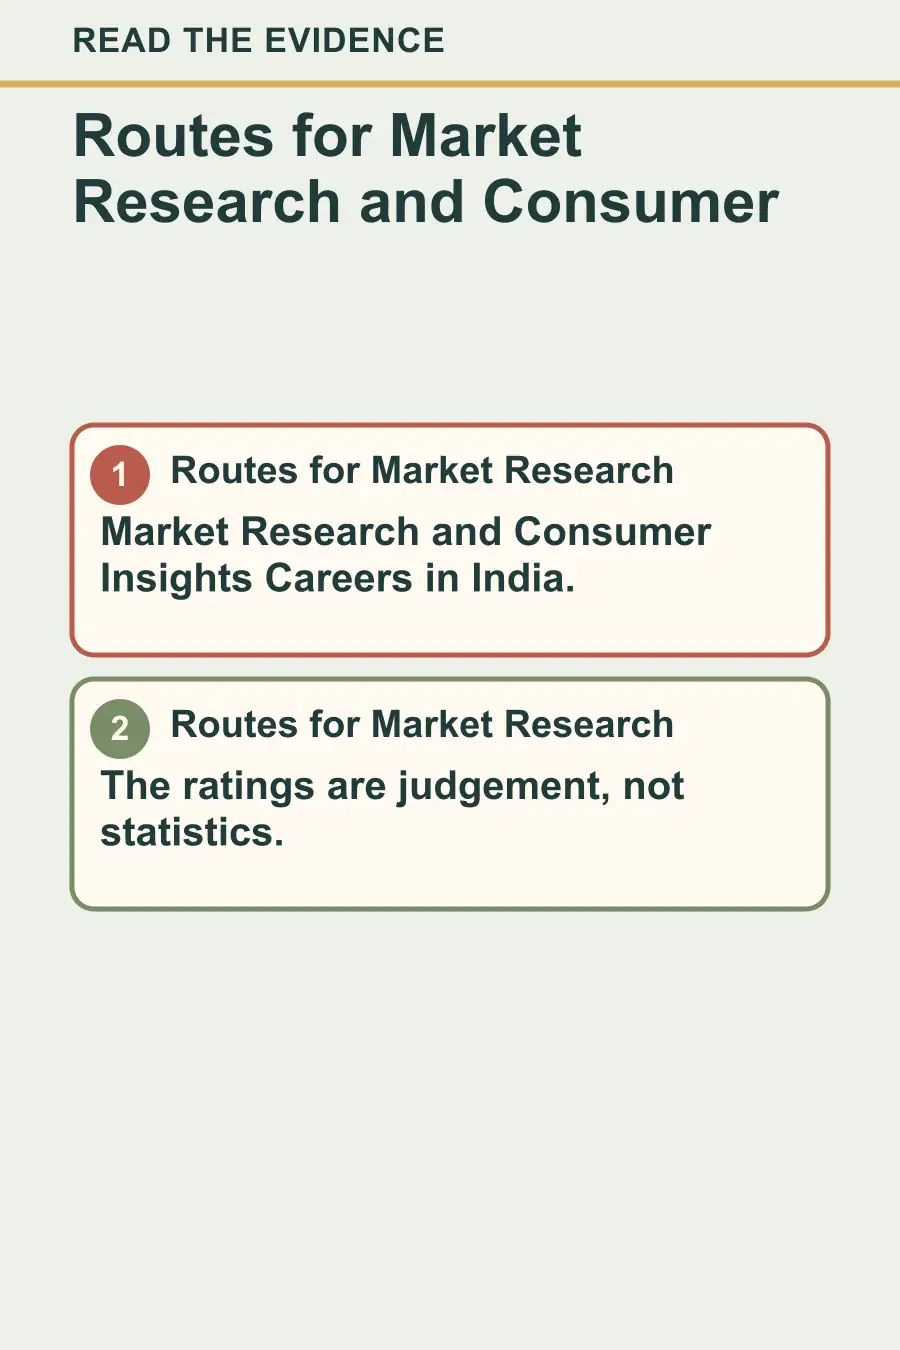 READ THE EVIDENCE
Routes for Market
Research and Consumer
1 Routes for Market Research
Market Research and Consumer
Insights Careers in India.
2 Routes for Market Research
The ratings are judgement, not
statistics.